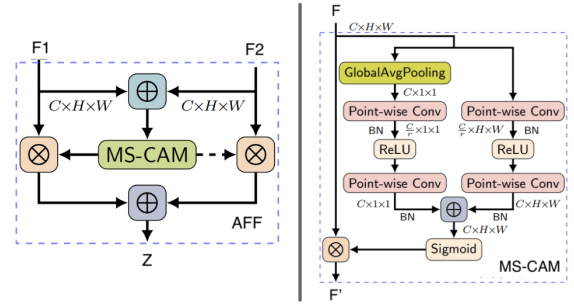 F1
F2
C×H×W
C×H×W
MS-CAM
AFF
Z
F
C×H×W
GlobalAvgPooling
C×1×1
Point-wise Conv
Point-wise Conv
BN
C/r×1×1
C/r×H×W
BN
ReLU
ReLU
Point-wise Conv
Point-wise Conv
C×1×1
BN
BN
C×H×W
C×H×W
Sigmoid
MS-CAM
F'